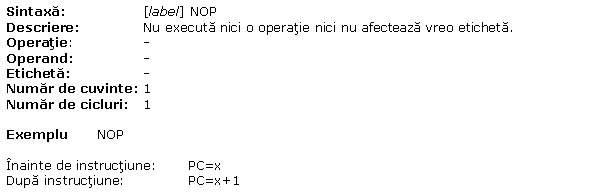 Sintaxă: [label] NOP
Descriere: Nu execută nici o operaţie nici nu afectează vreo etichetă.
Operaţie: –
Operand: –
Etichetă: –
Număr de cuvinte: 1
Număr de cicluri: 1
Exemplu NOP
Înainte de instrucţiune: PC=x
După instrucţiune: PC=x+1